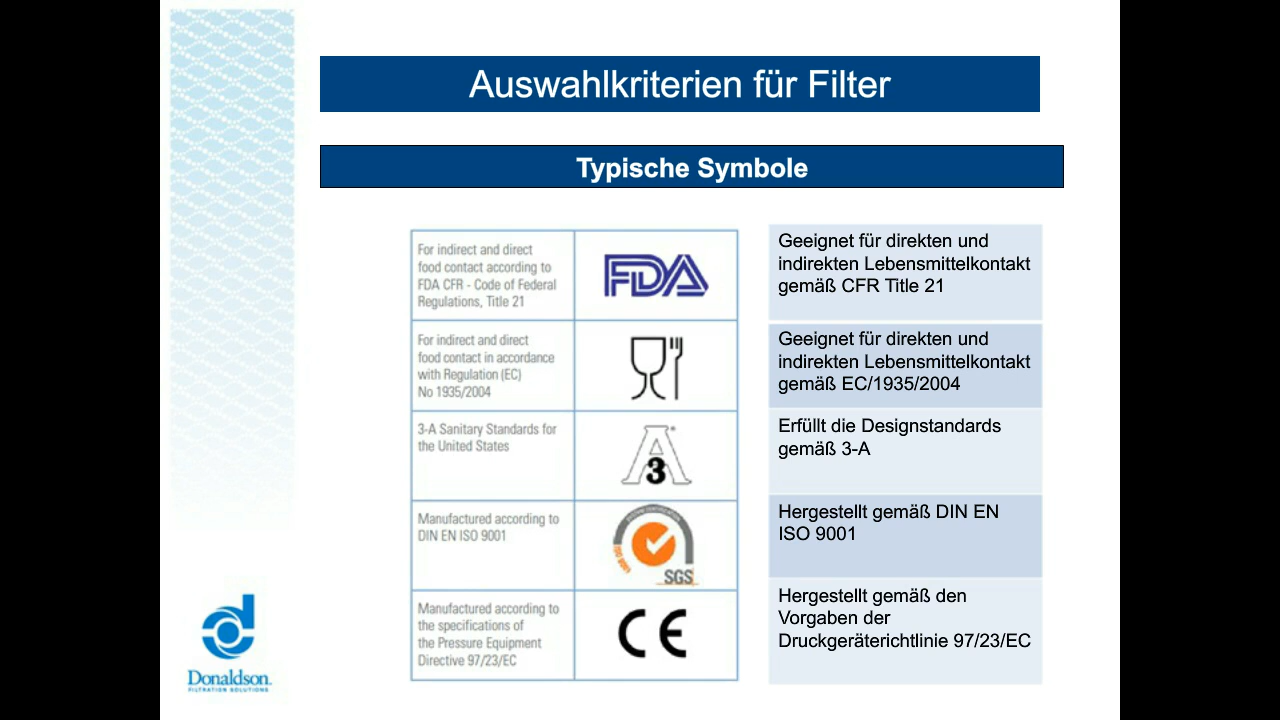 Auswahlkriterien für Filter
Typische Symbole
For indirect and direct
food contact according to
FDA CFR - Code of Federal
Regulations, Title 21
FDA
Geeignet für direkten und
indirekten Lebensmittelkontakt
gemäß CFR Title 21
For indirect and direct
food contact in accordance
with Regulation (EC)
No 1935/2004
Geeignet für direkten und
indirekten Lebensmittelkontakt
gemäß EC/1935/2004
3-A Sanitary Standards for
the United States
A
3
Erfüllt die Designstandards
gemäß 3-A
Manufactured according to
DIN EN ISO 9001
ISO 9001
SGS
Hergestellt gemäß DIN EN
ISO 9001
Manufactured according to
the specifications of
the Pressure Equipment
Directive 97/23/EC
CE
Hergestellt gemäß den
Vorgaben der
Druckgeräterichtlinie 97/23/EC
Donaldson
FILTRATION SOLUTIONS